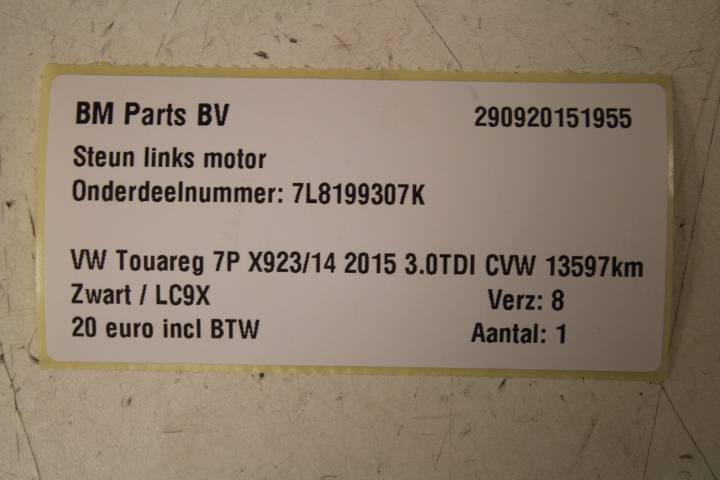 BM Parts BV 290920151955
Steun links motor
Onderdeelnummer: 7L8199307K
VW Touareg 7P X923/14 2015 3.0TDI CVW 13597km
Zwart / LC9X Verz: 8
20 euro incl BTW Aantal: 1